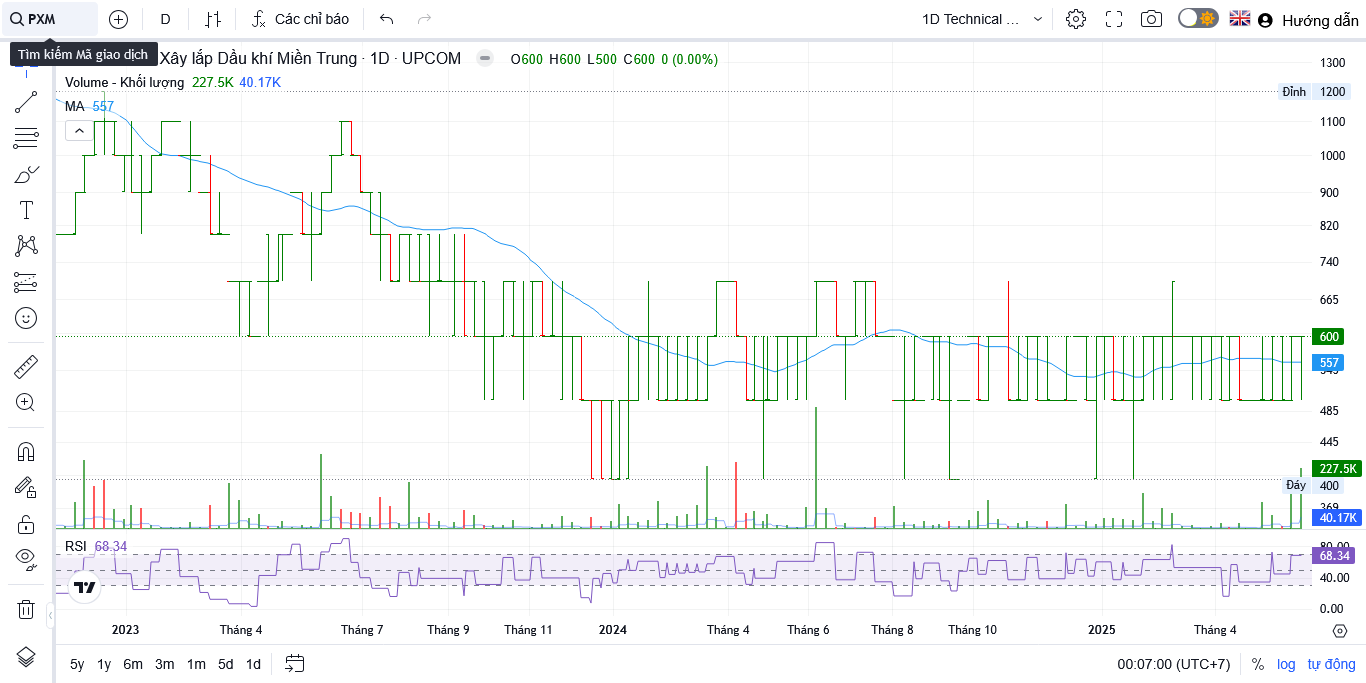 PXM
D
Các chỉ báo
1D Technical ...
Hướng dẫn
Tìm kiếm Mã giao dịch
Xây lắp Dầu khí Miền Trung · 1D · UPCOM
O600 H600 L500 C600 0 (0.00%)
Volume - Khối lượng 227.5K 40.17K
MA 557
1300
Đỉnh 1200
1100
1000
900
820
740
665
600
557
545
485
445
227.5K
Đáy 400
369
40.17K
RSI 68.34
80.00
68.34
40.00
0.00
2023 Tháng 4 Tháng 7 Tháng 9 Tháng 11 2024 Tháng 4 Tháng 6 Tháng 8 Tháng 10 2025 Tháng 4
5y 1y 6m 3m 1m 5d 1d
00:07:00 (UTC+7) % log tự động